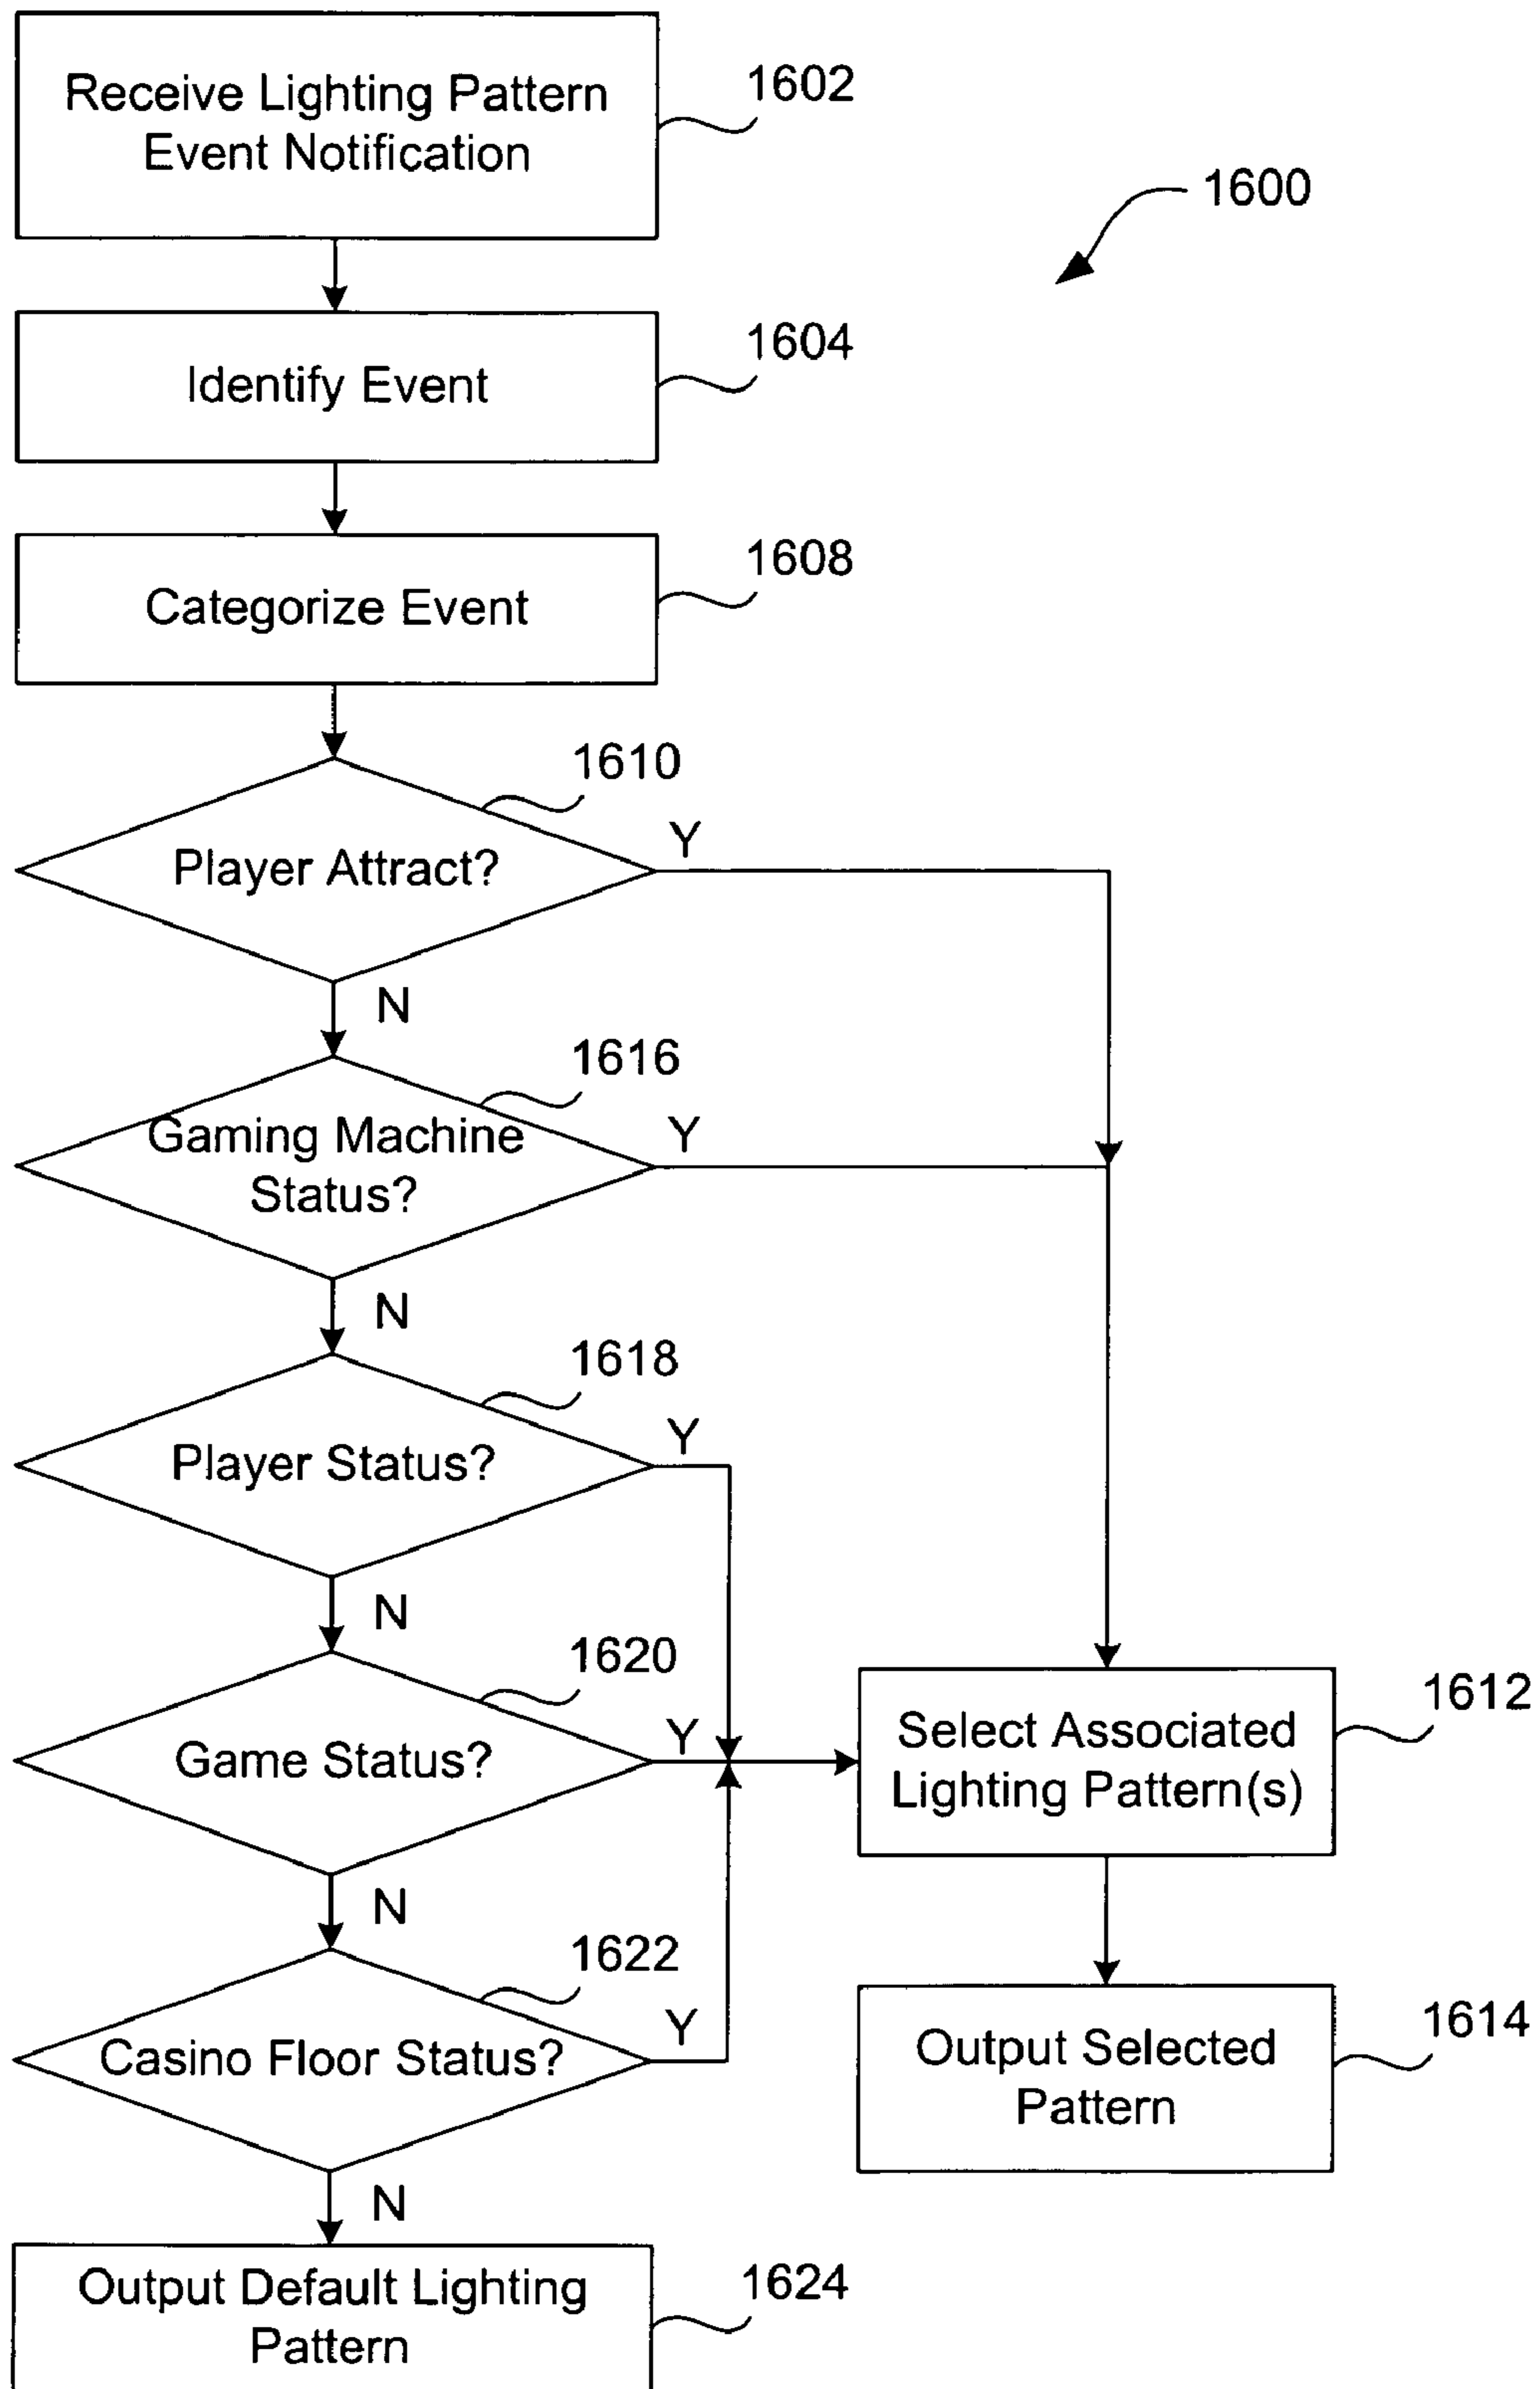 Receive Lighting Pattern
Event Notification
1602
1600
Identify Event
1604
Categorize Event
1608
Player Attract?
1610
Y
N
Gaming Machine
Status?
1616
Y
N
Player Status?
1618
Y
N
Game Status?
1620
Y
N
Select Associated
Lighting Pattern(s)
1612
Casino Floor Status?
1622
Y
N
Output Selected
Pattern
1614
Output Default Lighting
Pattern
1624